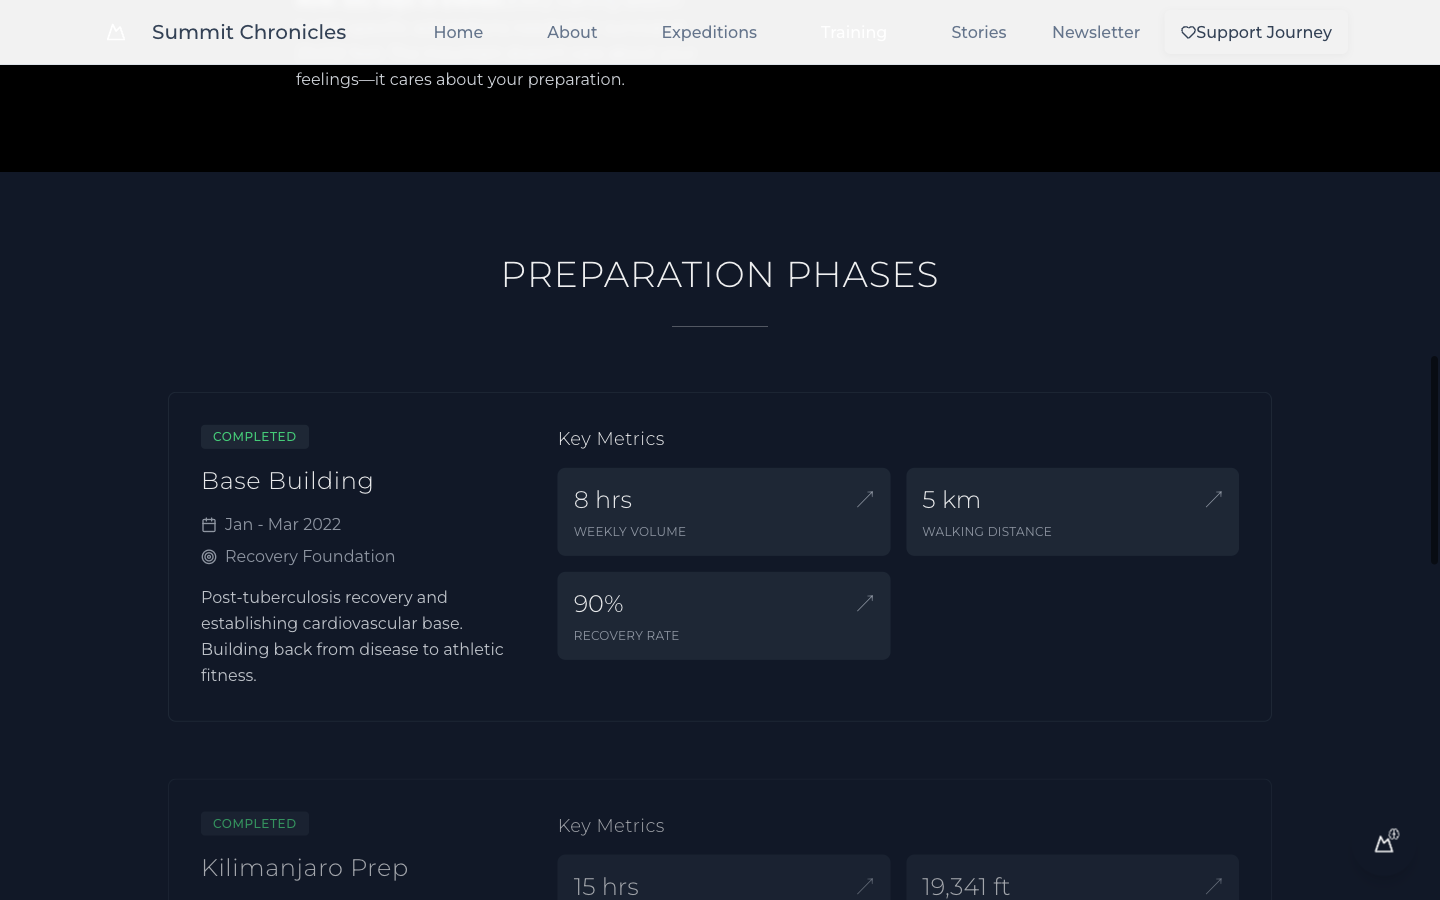 Summit Chronicles
Home
About
Expeditions
Training
Stories
Newsletter
Support Journey
feelings—it cares about your preparation.
PREPARATION PHASES
COMPLETED
Base Building
Jan - Mar 2022
Recovery Foundation
Post-tuberculosis recovery and
establishing cardiovascular base.
Building back from disease to athletic
fitness.
Key Metrics
8 hrs
WEEKLY VOLUME
5 km
WALKING DISTANCE
90%
RECOVERY RATE
COMPLETED
Kilimanjaro Prep
Key Metrics
15 hrs
19,341 ft